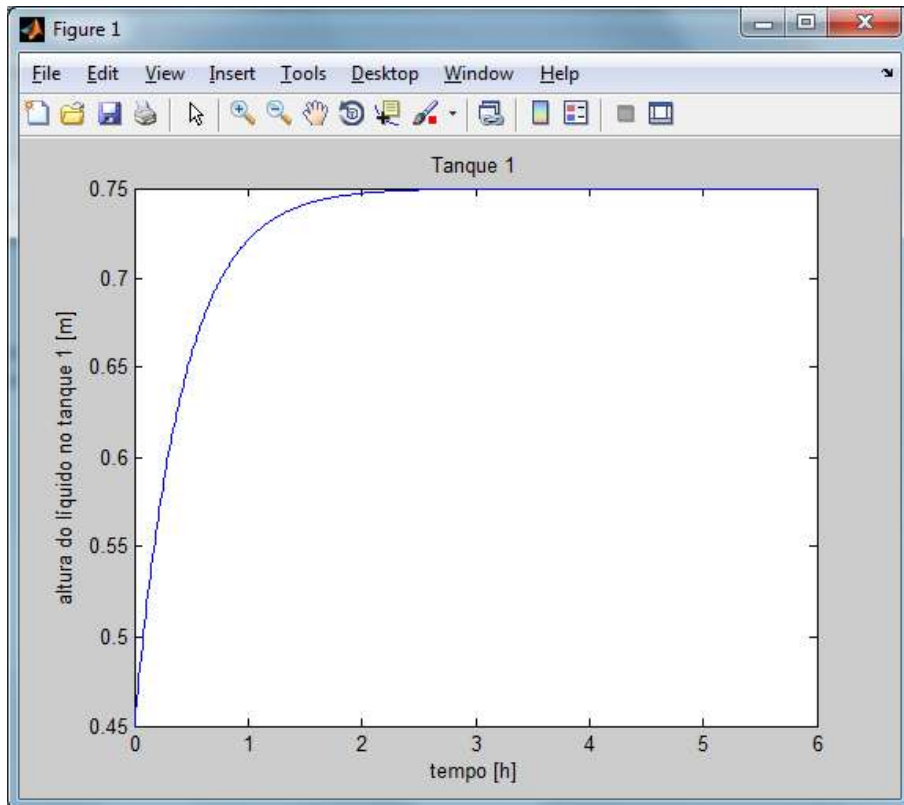 Figure 1
File Edit View Insert Tools Desktop Window Help
Tanque 1
0.75
0.7
0.65
0.6
0.55
0.5
0.45
altura do líquido no tanque 1 [m]
0 1 2 3 4 5 6
tempo [h]